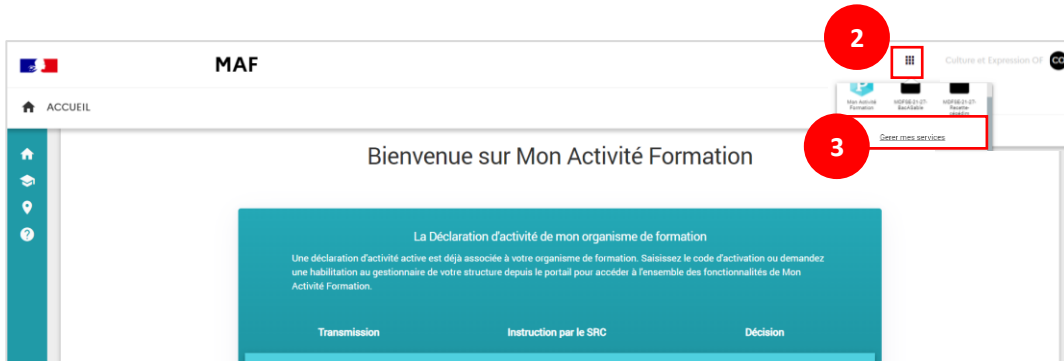 2
MAF
Culture et Expression OF CO
ACCUEIL
Mon Activité
Formation
Gerer mes services
3
Bienvenue sur Mon Activité Formation
La Déclaration d'activité de mon organisme de formation
Une déclaration d'activité active est déjà associée à votre organisme de formation. Saisissez le code d'activation ou demandez
une habilitation au gestionnaire de votre structure depuis le portail pour accéder à l'ensemble des fonctionnalités de Mon
Activité Formation.
Transmission Instruction par le SRC Décision